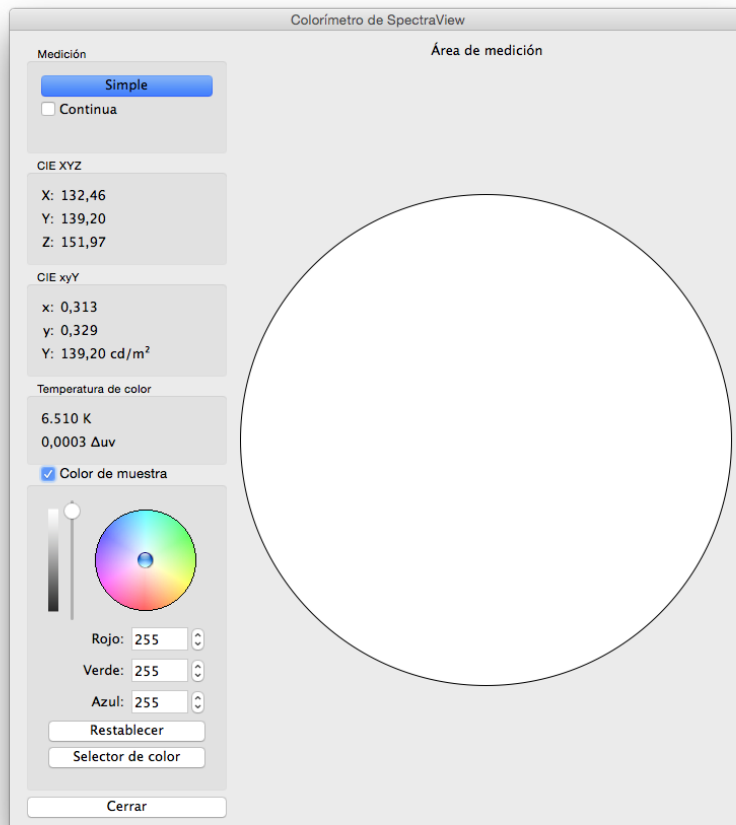 Colorímetro de SpectraView
Medición
Simple
Continua
CIE XYZ
X: 132,46
Y: 139,20
Z: 151,97
CIE xyY
x: 0,313
y: 0,329
Y: 139,20 cd/m²
Temperatura de color
6.510 K
0,0003 Δuv
Color de muestra
Rojo: 255
Verde: 255
Azul: 255
Restablecer
Selector de color
Cerrar
Área de medición